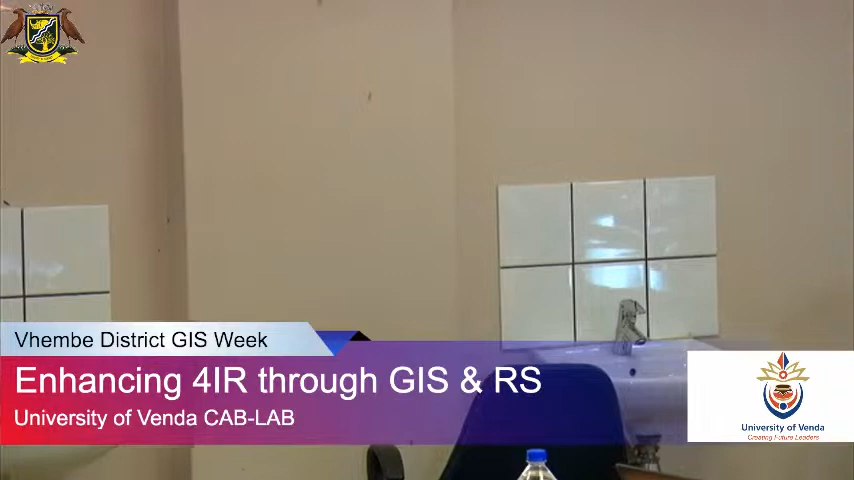 Vhembe District GIS Week
Enhancing 4IR through GIS & RS
University of Venda CAB-LAB
University of Venda
Creating Future Leaders